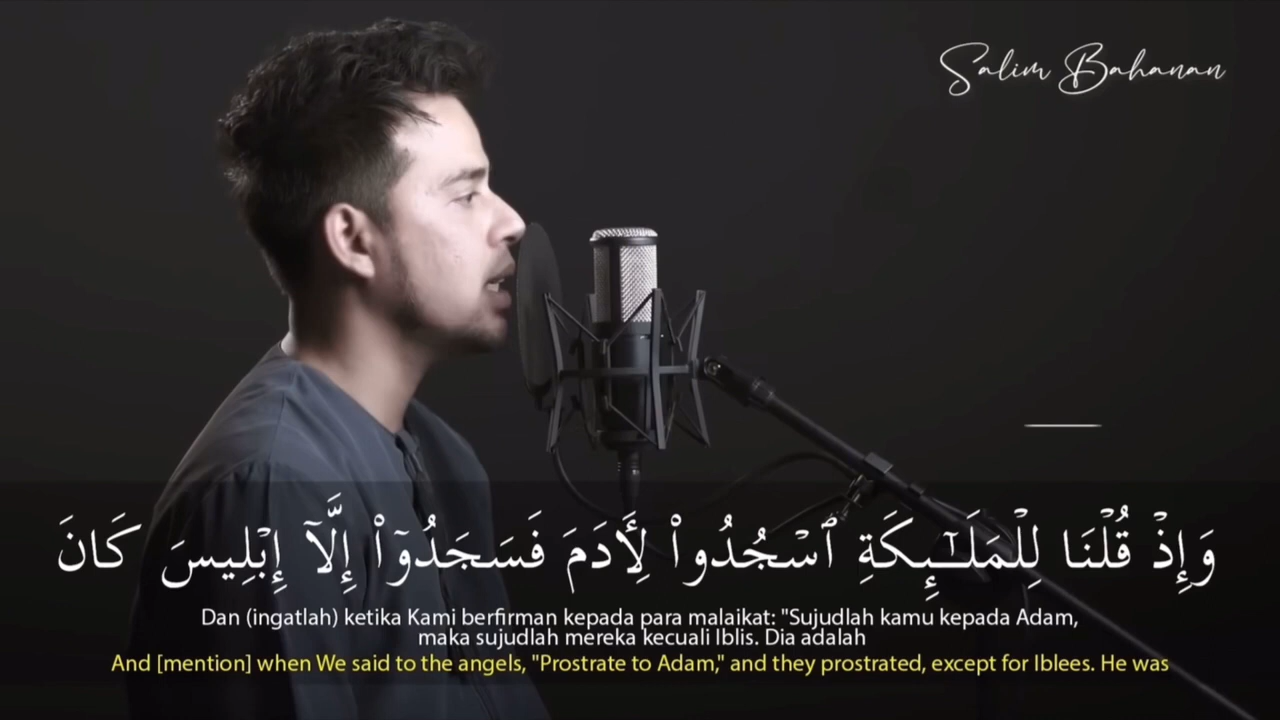 Salim Bahanan
وَإِذْ قُلْنَا لِلْمَلَـٰٓئِكَةِ ٱسْجُدُوا۟ لِـَٔادَمَ فَسَجَدُوٓا۟ إِلَّآ إِبْلِيسَ كَانَ
Dan (ingatlah) ketika Kami berfirman kepada para malaikat: "Sujudlah kamu kepada Adam,
maka sujudlah mereka kecuali Iblis. Dia adalah
And [mention] when We said to the angels, "Prostrate to Adam," and they prostrated, except for Iblees. He was